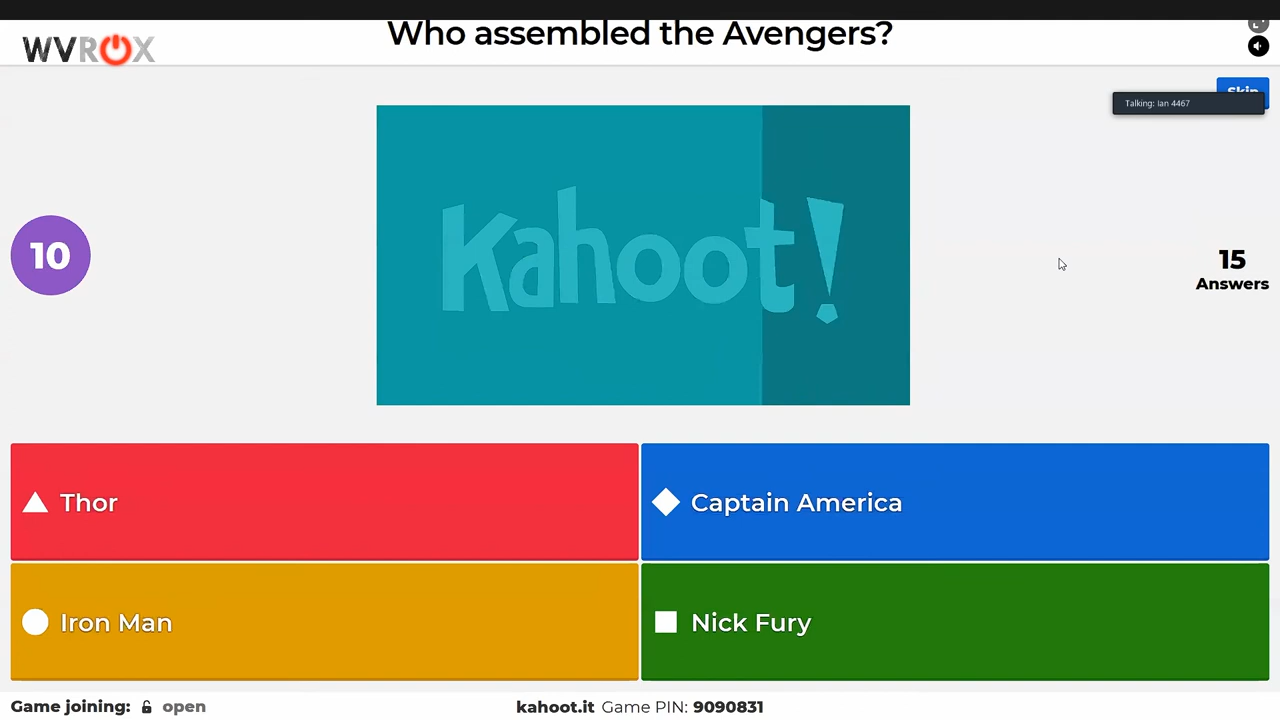 Who assembled the Avengers?
WVROX
Skip
Talking: Ian 4467
Kahoot!
10
15
Answers
Thor
Captain America
Iron Man
Nick Fury
Game joining: open
kahoot.it Game PIN: 9090831